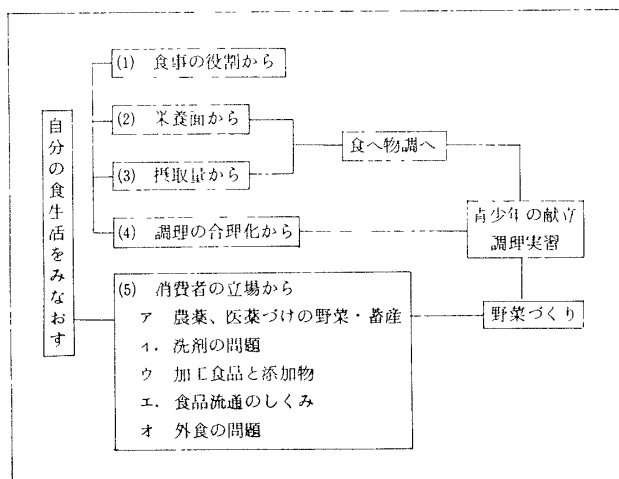 自分の食生活をみなおす
(1) 食事の役割から
(2) 栄養面から
(3) 摂取量から
食べ物調べ
(4) 調理の合理化から
青少年の献立
調理実習
(5) 消費者の立場から
ア 農薬、医薬づけの野菜・畜産
イ. 洗剤の問題
ウ 加工食品と添加物
エ. 食品流通のしくみ
オ 外食の問題
野菜づくり